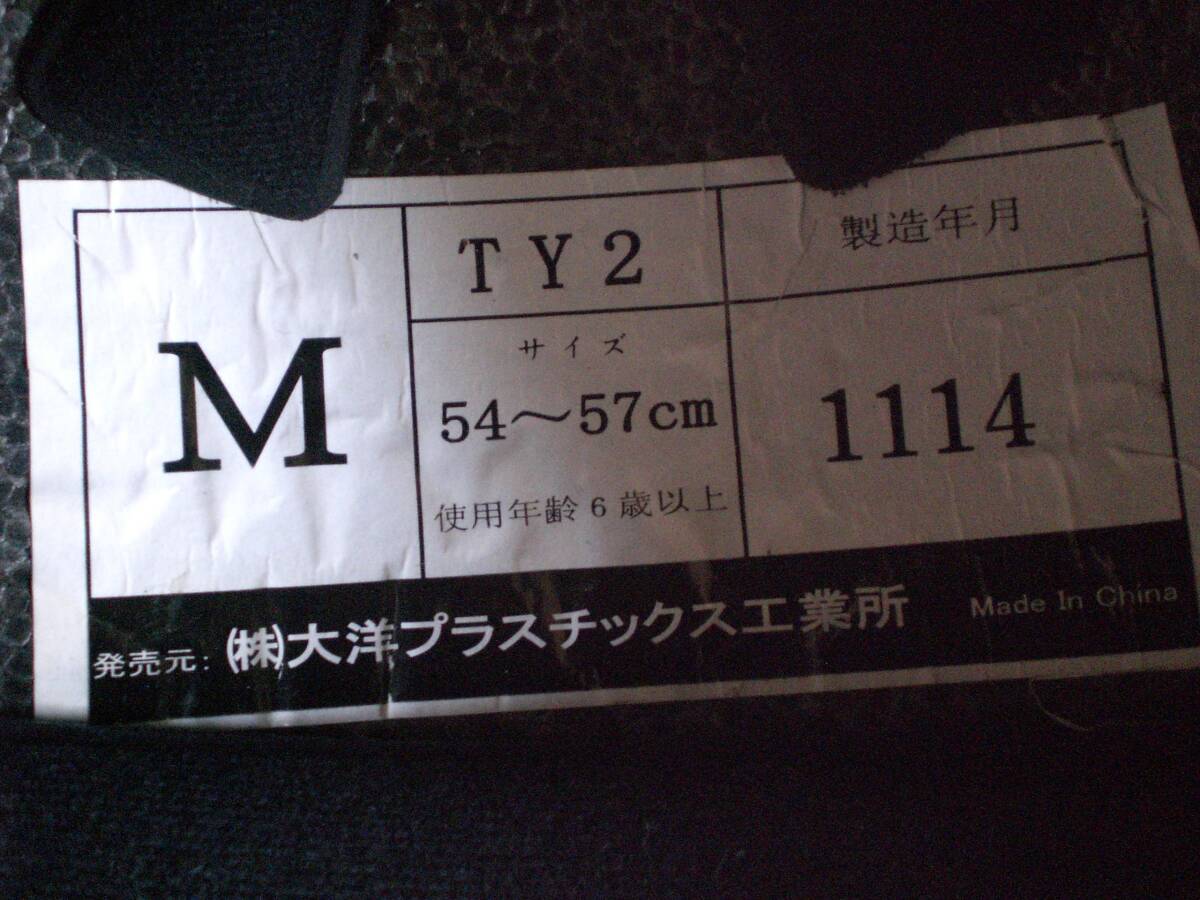 M
TY2
サイズ
54～57cm
使用年齢6歳以上
製造年月
1114
発売元:㈱大洋プラスチックス工業所 Made In China